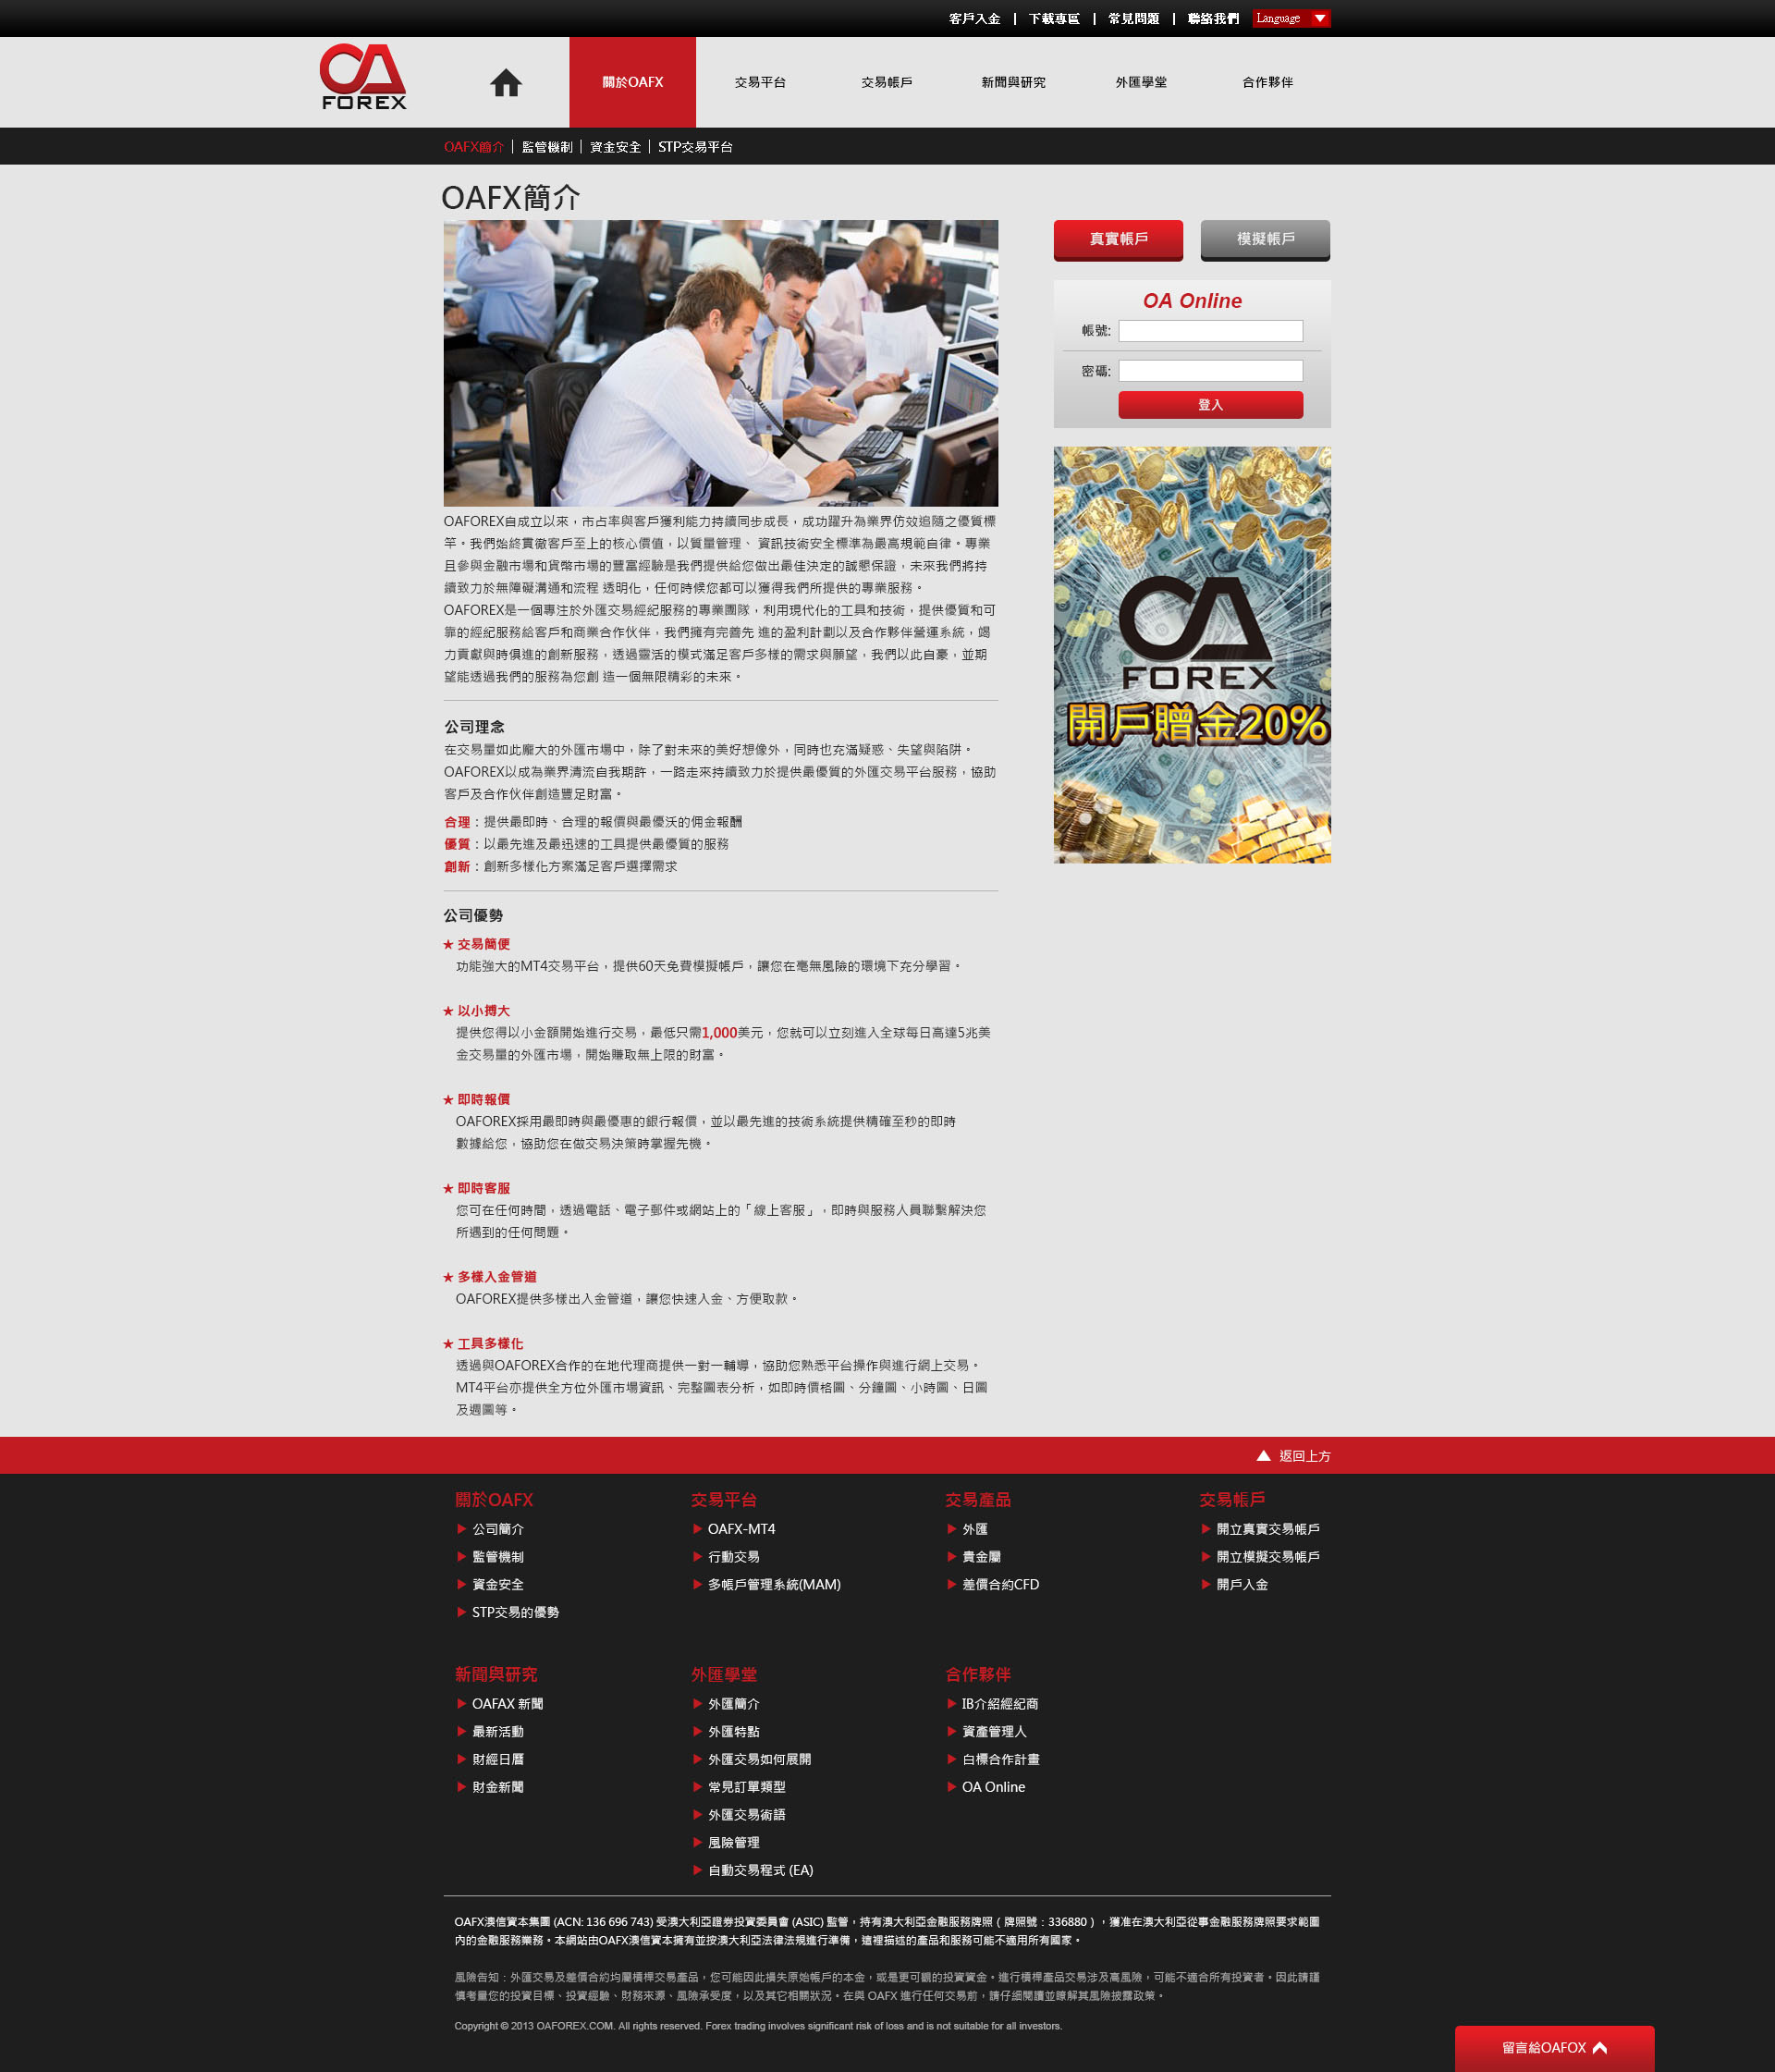 客戶入金 | 下載專區 | 常見問題 | 聯絡我們 Language
OA FOREX
關於OAFX 交易平台 交易帳戶 新聞與研究 外匯學堂 合作夥伴
OAFX簡介 | 監管機制 | 資金安全 | STP交易平台
OAFX簡介
真實帳戶 模擬帳戶
OA Online
帳號:
密碼:
登入
OA
FOREX
開戶贈金20%
OAFOREX自成立以來，市占率與客戶獲利能力持續同步成長，成功躍升為業界仿效追隨之優質標
竿。我們始終貫徹客戶至上的核心價值，以質量管理、 資訊技術安全標準為最高規範自律。專業
且參與金融市場和貨幣市場的豐富經驗是我們提供給您做出最佳決定的誠懇保證，未來我們將持
續致力於無障礙溝通和流程 透明化，任何時候您都可以獲得我們所提供的專業服務。
OAFOREX是一個專注於外匯交易經紀服務的專業團隊，利用現代化的工具和技術，提供優質和可
靠的經紀服務給客戶和商業合作伙伴，我們擁有完善先 進的盈利計劃以及合作夥伴營運系統，竭
力貢獻與時俱進的創新服務，透過靈活的模式滿足客戶多樣的需求與願望，我們以此自豪，並期
望能透過我們的服務為您創 造一個無限精彩的未來。
公司理念
在交易量如此龐大的外匯市場中，除了對未來的美好想像外，同時也充滿疑惑、失望與陷阱。
OAFOREX以成為業界清流自我期許，一路走來持續致力於提供最優質的外匯交易平台服務，協助
客戶及合作伙伴創造豐足財富。
合理：提供最即時、合理的報價與最優沃的佣金報酬
優質：以最先進及最迅速的工具提供最優質的服務
創新：創新多樣化方案滿足客戶選擇需求
公司優勢
★ 交易簡便
功能強大的MT4交易平台，提供60天免費模擬帳戶，讓您在毫無風險的環境下充分學習。
★ 以小搏大
提供您得以小金額開始進行交易，最低只需1,000美元，您就可以立刻進入全球每日高達5兆美
金交易量的外匯市場，開始賺取無上限的財富。
★ 即時報價
OAFOREX採用最即時與最優惠的銀行報價，並以最先進的技術系統提供精確至秒的即時
數據給您，協助您在做交易決策時掌握先機。
★ 即時客服
您可在任何時間，透過電話、電子郵件或網站上的「線上客服」，即時與服務人員聯繫解決您
所遇到的任何問題。
★ 多樣入金管道
OAFOREX提供多樣出入金管道，讓您快速入金、方便取款。
★ 工具多樣化
透過與OAFOREX合作的在地代理商提供一對一輔導，協助您熟悉平台操作與進行網上交易。
MT4平台亦提供全方位外匯市場資訊、完整圖表分析，如即時價格圖、分鐘圖、小時圖、日圖
及週圖等。
返回上方
關於OAFX
公司簡介
監管機制
資金安全
STP交易的優勢
交易平台
OAFX-MT4
行動交易
多帳戶管理系統(MAM)
交易產品
外匯
貴金屬
差價合約CFD
交易帳戶
開立真實交易帳戶
開立模擬交易帳戶
開戶入金
新聞與研究
OAFAX 新聞
最新活動
財經日曆
財金新聞
外匯學堂
外匯簡介
外匯特點
外匯交易如何展開
常見訂單類型
外匯交易術語
風險管理
自動交易程式 (EA)
合作夥伴
IB介紹經紀商
資產管理人
白標合作計畫
OA Online
OAFX澳信資本集團 (ACN: 136 696 743) 受澳大利亞證券投資委員會 (ASIC) 監管，持有澳大利亞金融服務牌照 ( 牌照號：336880 ) ，獲准在澳大利亞從事金融服務牌照要求範圍
內的金融服務業務。本網站由OAFX澳信資本擁有並按澳大利亞法律法規進行準備，這裡描述的產品和服務可能不適用所有國家。
風險告知：外匯交易及差價合約均屬槓桿交易產品，您可能因此損失原始帳戶的本金，或是更可觀的投資資金。進行槓桿產品交易涉及高風險，可能不適合所有投資者。因此請謹
慎考量您的投資目標、投資經驗、財務來源、風險承受度，以及其它相關狀況。在與 OAFX 進行任何交易前，請仔細閱讀並瞭解其風險披露政策。
Copyright © 2013 OAFOREX.COM. All rights reserved. Forex trading involves significant risk of loss and is not suitable for all investors.
留言給OAFOX